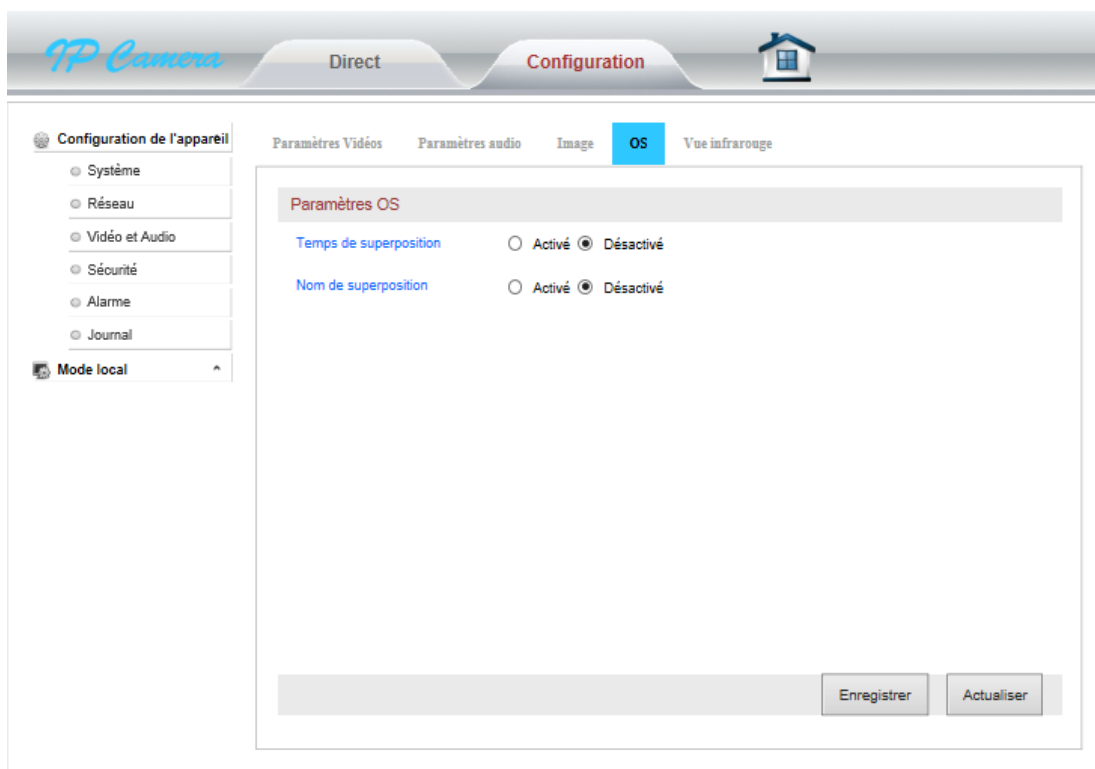 IP Camera
Direct
Configuration
Configuration de l'appareil
Système
Réseau
Vidéo et Audio
Sécurité
Alarme
Journal
Mode local
Paramètres Vidéos Paramètres audio Image OS Vue infrarouge
Paramètres OS
Temps de superposition Activé Désactivé
Nom de superposition Activé Désactivé
Enregistrer Actualiser